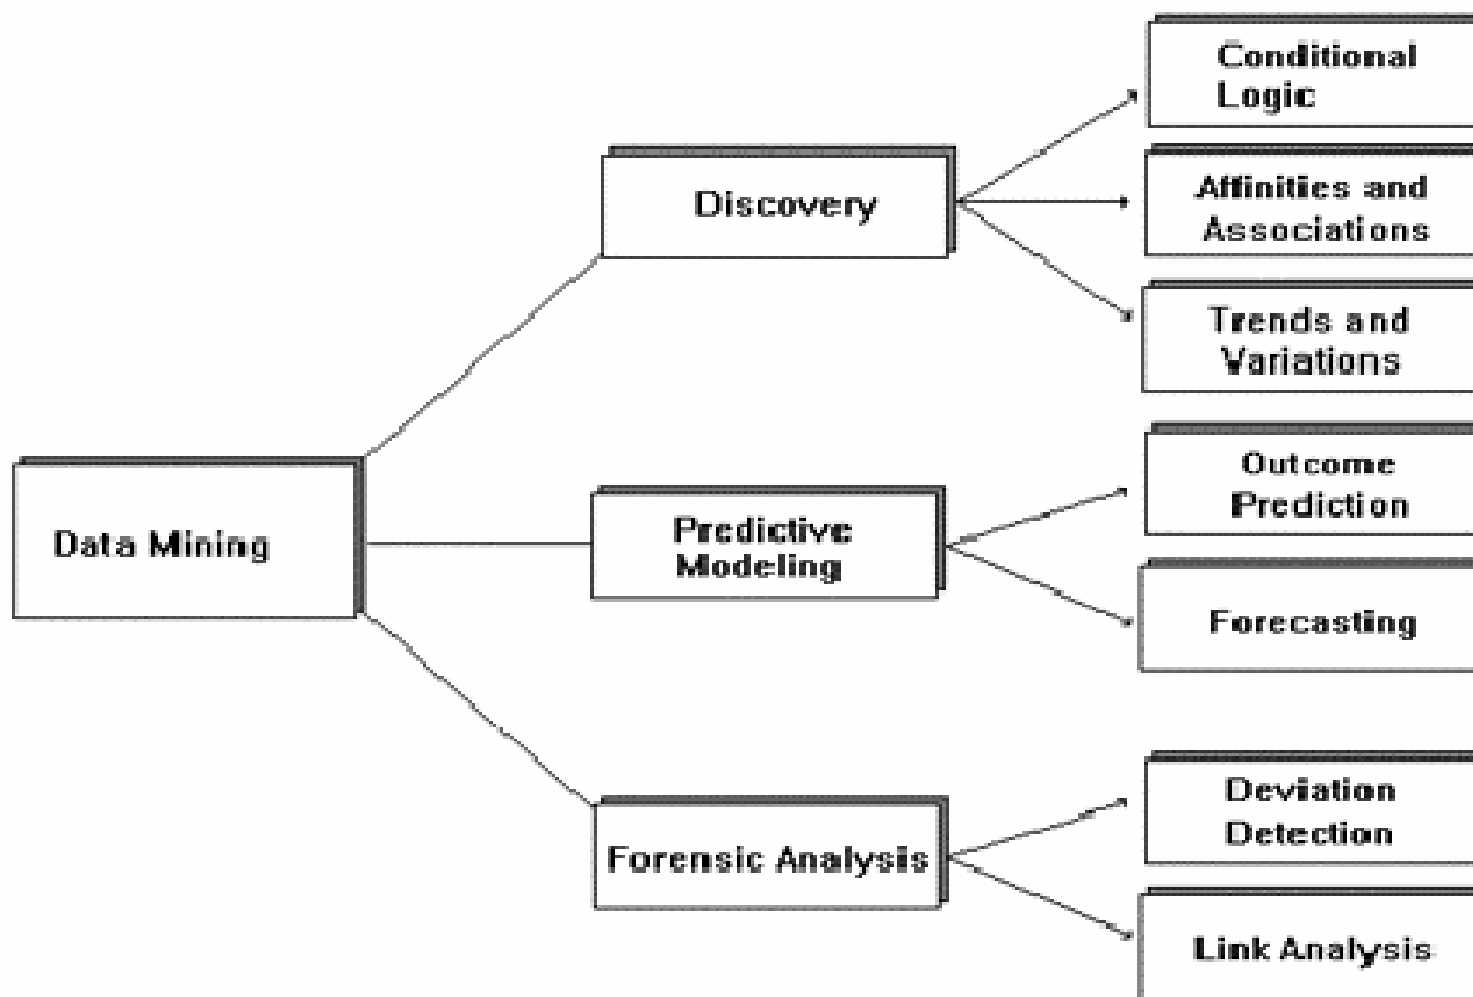 Conditional
Logic
Discovery
Affinities and
Associations
Trends and
Variations
Data Mining
Predictive
Modeling
Outcome
Prediction
Forecasting
Forensic Analysis
Deviation
Detection
Link Analysis